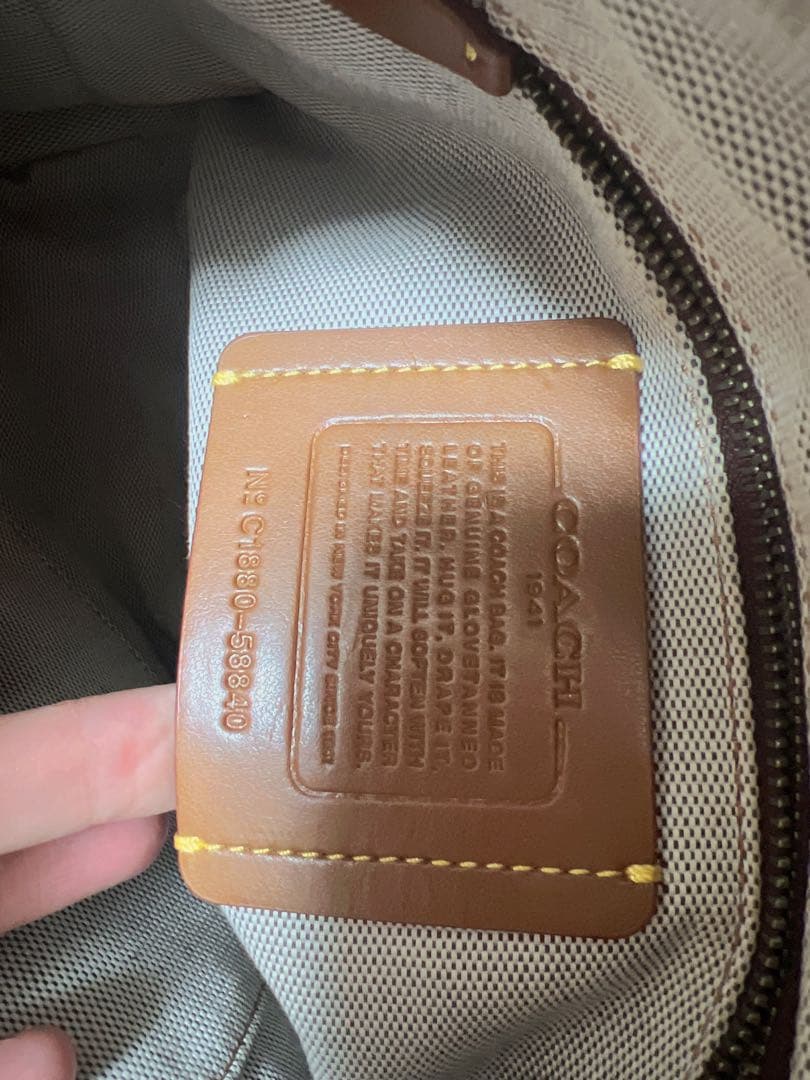 COACH
1941
THIS IS A COACH BAG. IT IS MADE
OF GENUINE GLOVETANNED
LEATHER. HUG IT, DRAPE IT,
SQUEEZE IT, IT WILL SOFTEN WITH
TIME AND TAKE ON A CHARACTER
THAT MAKES IT UNIQUELY YOURS.
IN NEW YORK CITY SINCE 1941
Nº C1880-58840